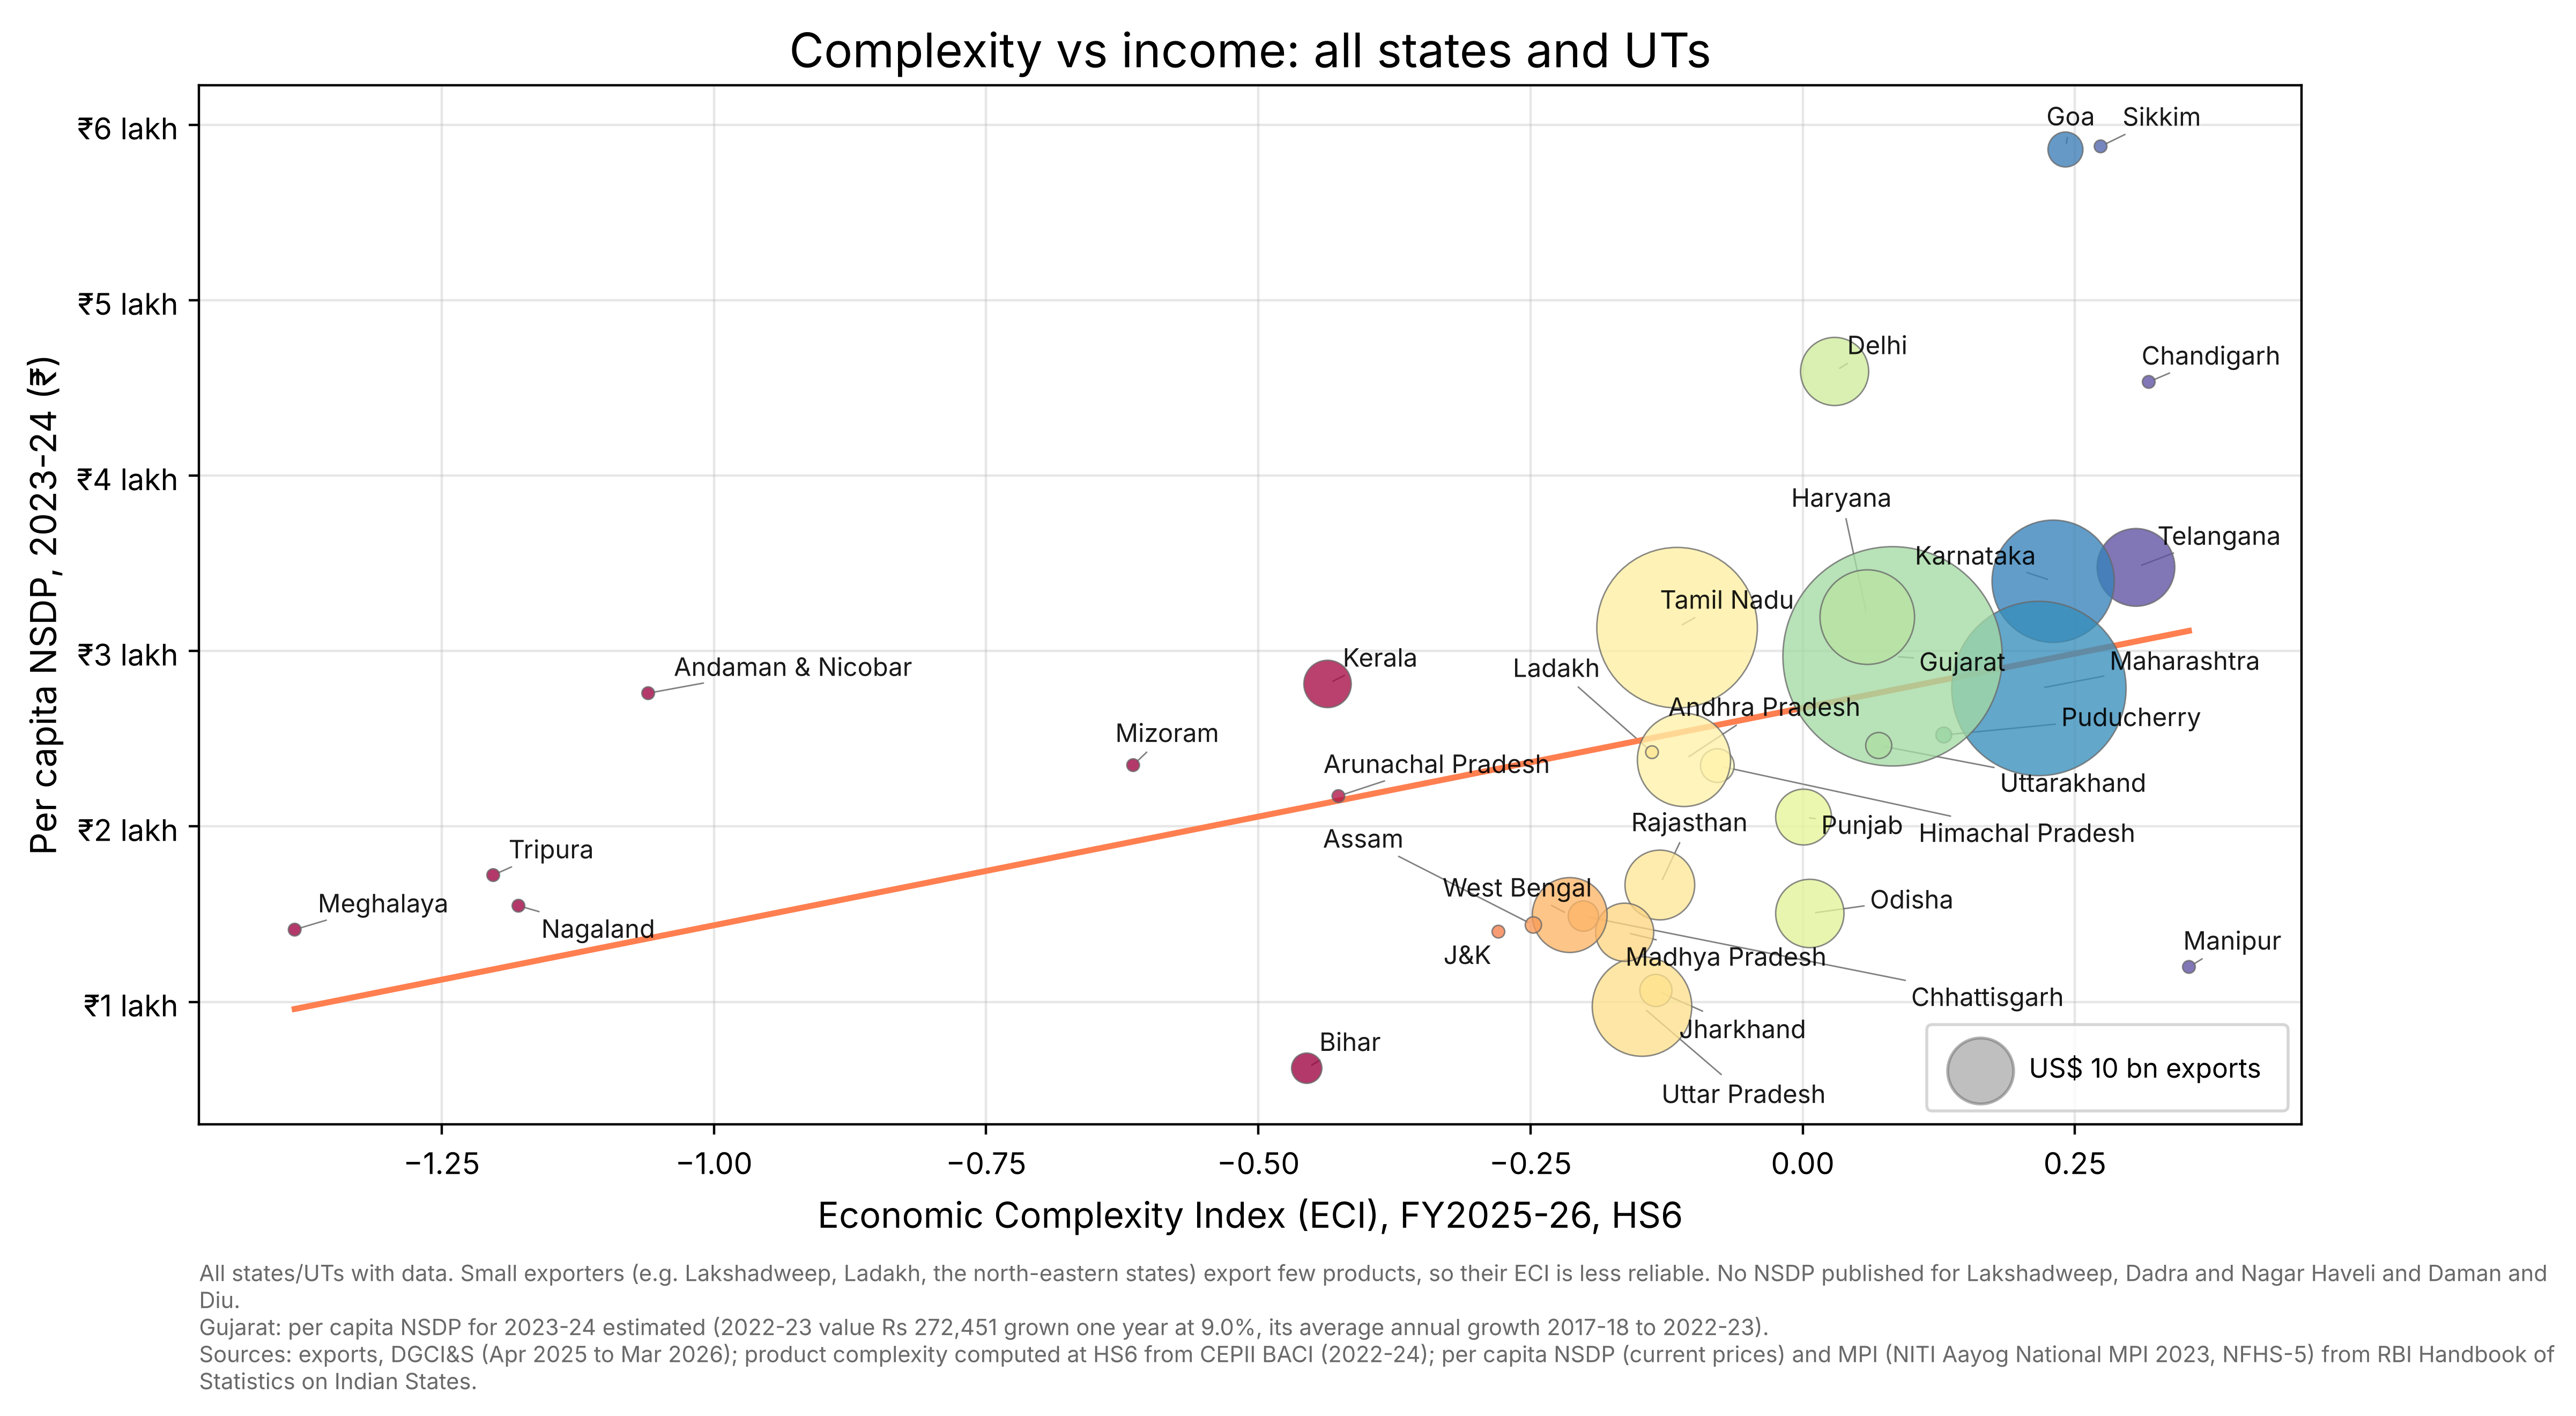 Complexity vs income: all states and UTs
₹6 lakh
₹5 lakh
₹4 lakh
₹3 lakh
₹2 lakh
₹1 lakh
Per capita NSDP, 2023-24 (₹)
Goa
Sikkim
Delhi
Chandigarh
Haryana
Karnataka
Telangana
Tamil Nadu
Kerala
Ladakh
Gujarat
Maharashtra
Andaman & Nicobar
Andhra Pradesh
Puducherry
Mizoram
Arunachal Pradesh
Uttarakhand
Rajasthan
Punjab
Himachal Pradesh
Assam
Tripura
West Bengal
Odisha
Meghalaya
Nagaland
J&K
Madhya Pradesh
Manipur
Chhattisgarh
Jharkhand
Bihar
Uttar Pradesh
US$ 10 bn exports
−1.25
−1.00
−0.75
−0.50
−0.25
0.00
0.25
Economic Complexity Index (ECI), FY2025-26, HS6
All states/UTs with data. Small exporters (e.g. Lakshadweep, Ladakh, the north-eastern states) export few products, so their ECI is less reliable. No NSDP published for Lakshadweep, Dadra and Nagar Haveli and Daman and
Diu.
Gujarat: per capita NSDP for 2023-24 estimated (2022-23 value Rs 272,451 grown one year at 9.0%, its average annual growth 2017-18 to 2022-23).
Sources: exports, DGCI&S (Apr 2025 to Mar 2026); product complexity computed at HS6 from CEPII BACI (2022-24); per capita NSDP (current prices) and MPI (NITI Aayog National MPI 2023, NFHS-5) from RBI Handbook of
Statistics on Indian States.